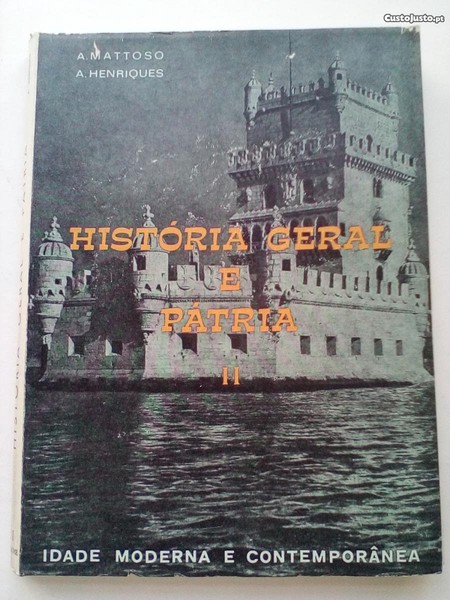 CustoJusto.pt
A. MATTOSO
A. HENRIQUES
HISTÓRIA GERAL
E
PÁTRIA
II
IDADE MODERNA E CONTEMPORÂNEA